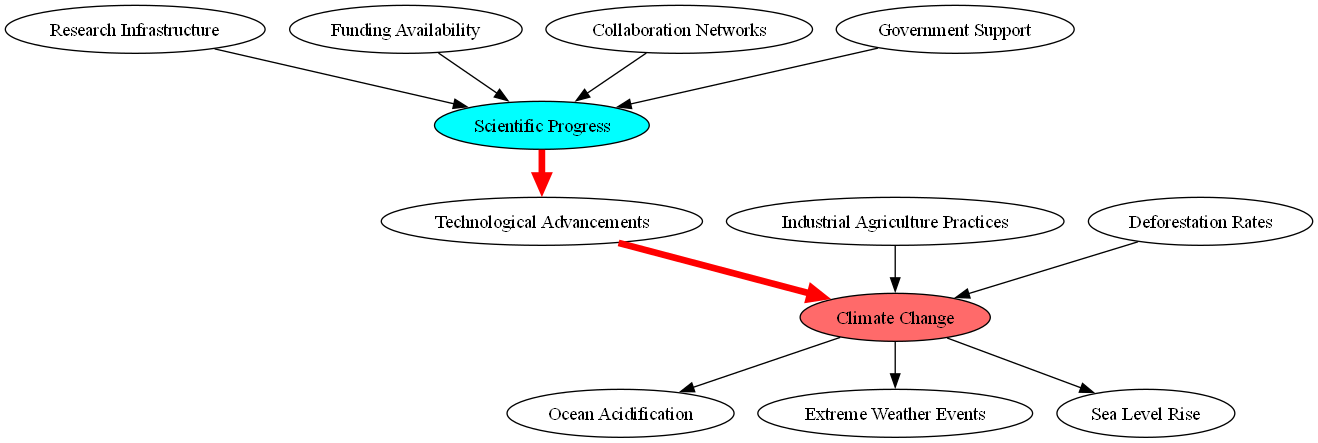 Research Infrastructure
Funding Availability
Collaboration Networks
Government Support
Scientific Progress
Technological Advancements
Industrial Agriculture Practices
Deforestation Rates
Climate Change
Ocean Acidification
Extreme Weather Events
Sea Level Rise